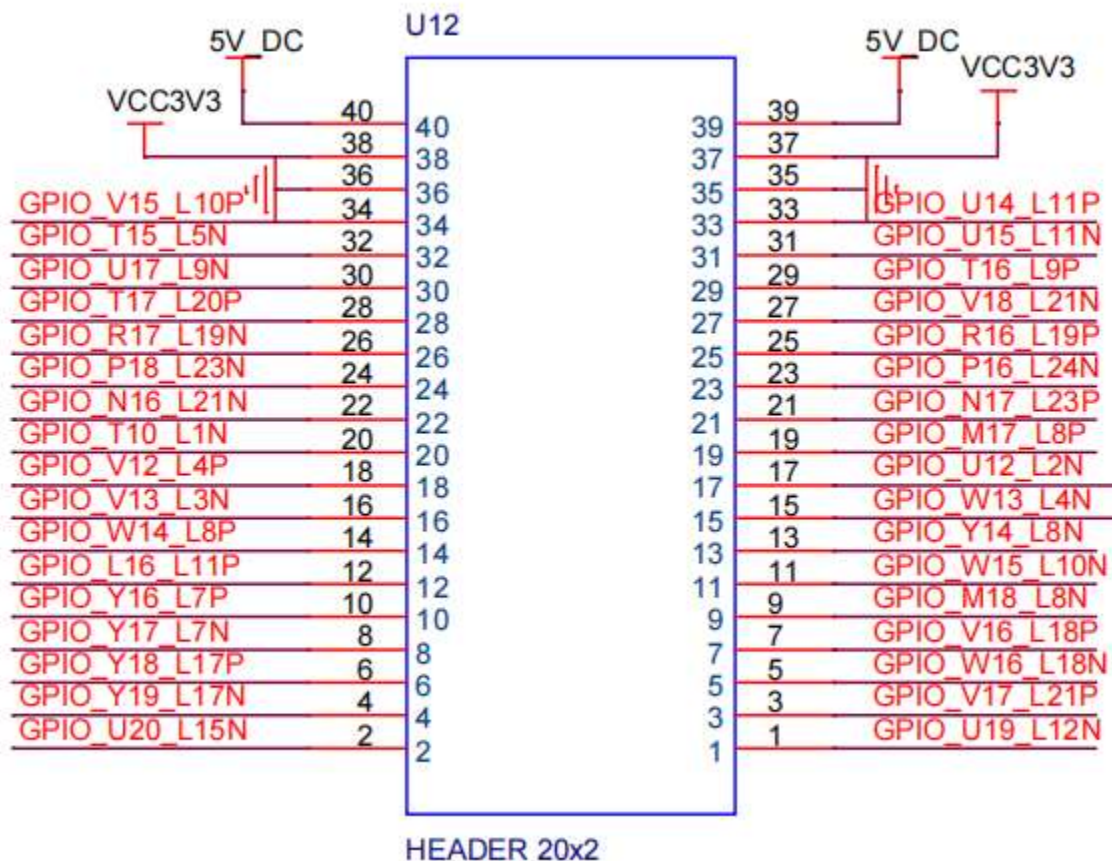 U12
5V_DC 5V_DC
VCC3V3 VCC3V3
40 40 39 39
38 38 37 37
36 36 35 35
GPIO_V15_L10P 34 34 33 33 GPIO_U14_L11P
GPIO_T15_L5N 32 32 31 31 GPIO_U15_L11N
GPIO_U17_L9N 30 30 29 29 GPIO_T16_L9P
GPIO_T17_L20P 28 28 27 27 GPIO_V18_L21N
GPIO_R17_L19N 26 26 25 25 GPIO_R16_L19P
GPIO_P18_L23N 24 24 23 23 GPIO_P16_L24N
GPIO_N16_L21N 22 22 21 21 GPIO_N17_L23P
GPIO_T10_L1N 20 20 19 19 GPIO_M17_L8P
GPIO_V12_L4P 18 18 17 17 GPIO_U12_L2N
GPIO_V13_L3N 16 16 15 15 GPIO_W13_L4N
GPIO_W14_L8P 14 14 13 13 GPIO_Y14_L8N
GPIO_L16_L11P 12 12 11 11 GPIO_W15_L10N
GPIO_Y16_L7P 10 10 9 9 GPIO_M18_L8N
GPIO_Y17_L7N 8 8 7 7 GPIO_V16_L18P
GPIO_Y18_L17P 6 6 5 5 GPIO_W16_L18N
GPIO_Y19_L17N 4 4 3 3 GPIO_V17_L21P
GPIO_U20_L15N 2 2 1 1 GPIO_U19_L12N
HEADER 20x2